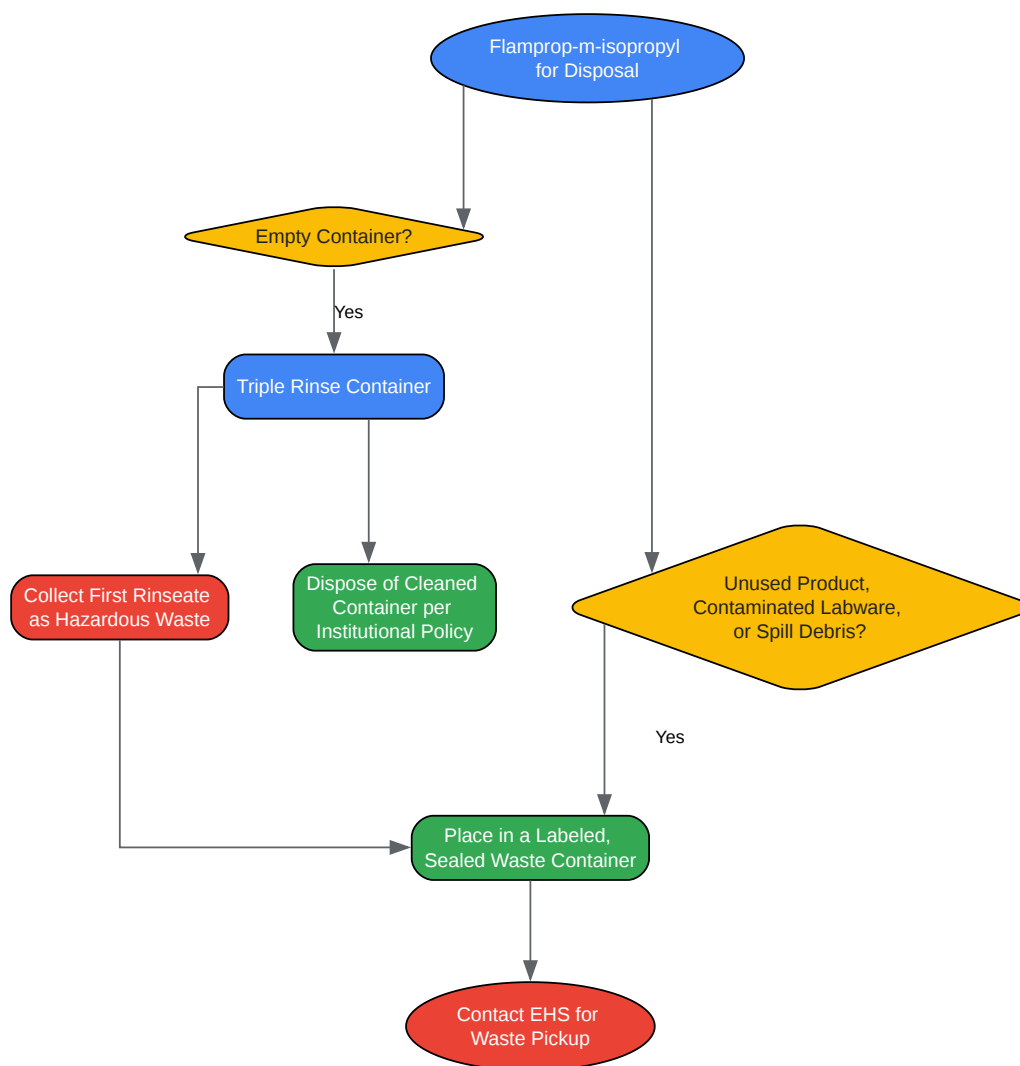 Flamprop-m-isopropyl
for Disposal
Empty Container?
Yes
Triple Rinse Container
Collect First Rinseate
as Hazardous Waste
Dispose of Cleaned
Container per
Institutional Policy
Unused Product,
Contaminated Labware,
or Spill Debris?
Yes
Place in a Labeled,
Sealed Waste Container
Contact EHS for
Waste Pickup